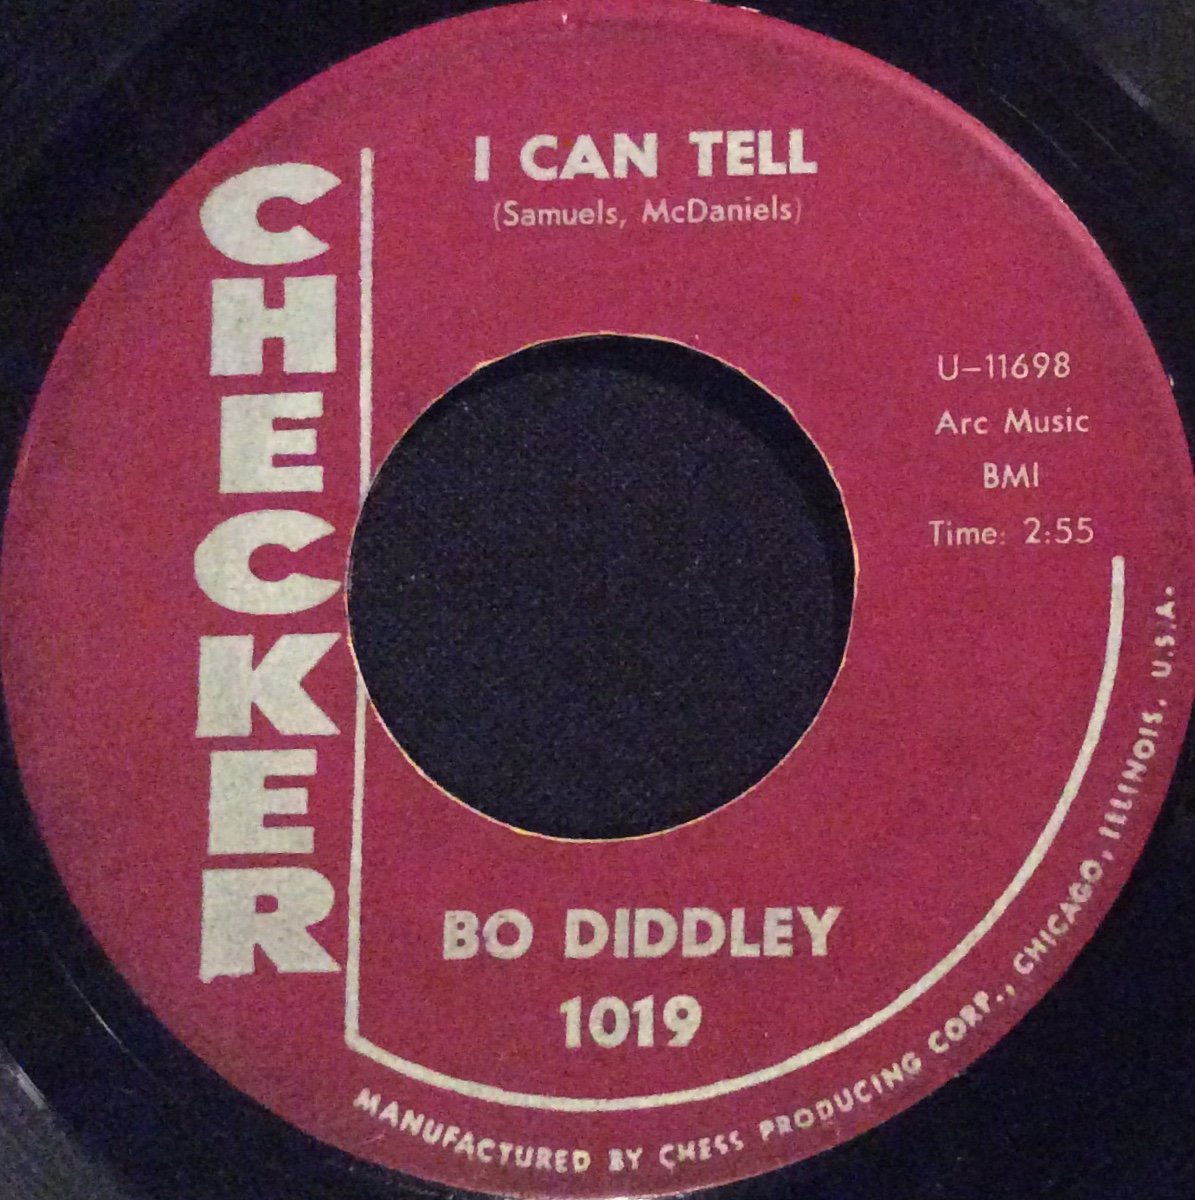 CHECKER
I CAN TELL
(Samuels, McDaniels)
U-11698
Arc Music
BMI
Time: 2:55
BO DIDDLEY
1019
MANUFACTURED BY CHESS PRODUCING CORP., CHICAGO, ILLINOIS, U.S.A.